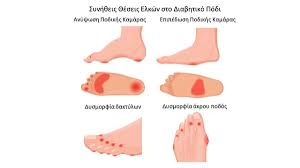 Συνήθεις Θέσεις Ελκών στο Διαβητικό Πόδι
Ανύψωση Ποδικής Καμάρας
Επιπέδωση Ποδικής Καμάρας
Δυσμορφία δακτύλων
Δυσμορφία άκρου ποδός